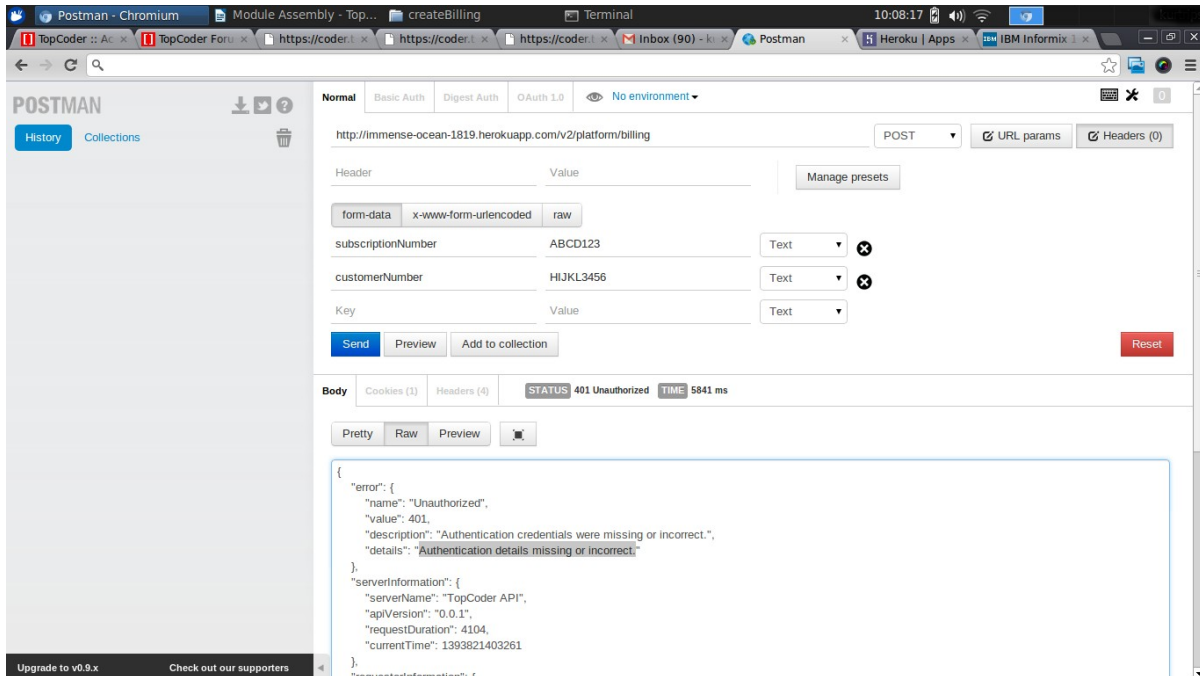 Postman - Chromium
Module Assembly - Top...
createBilling
Terminal
10:08:17
TopCoder :: Ac
TopCoder Foru
https://coder.t
https://coder.t
https://coder.t
Inbox (90) - k
Postman
Heroku | Apps
IBM Informix 1
POSTMAN
History
Collections
Normal
Basic Auth
Digest Auth
OAuth 1.0
No environment
0
http://immense-ocean-1819.herokuapp.com/v2/platform/billing
POST
URL params
Headers (0)
Header
Value
Manage presets
form-data
x-www-form-urlencoded
raw
subscriptionNumber
ABCD123
Text
customerNumber
HIJKL3456
Text
Key
Value
Text
Send
Preview
Add to collection
Reset
Body
Cookies (1)
Headers (4)
STATUS 401 Unauthorized
TIME 5841 ms
Pretty
Raw
Preview
{
"error": {
"name": "Unauthorized",
"value": 401,
"description": "Authentication credentials were missing or incorrect.",
"details": "Authentication details missing or incorrect."
},
"serverInformation": {
"serverName": "TopCoder API",
"apiVersion": "0.0.1",
"requestDuration": 4104,
"currentTime": 1393821403261
},
"requesterInformation": {
Upgrade to v0.9.x
Check out our supporters